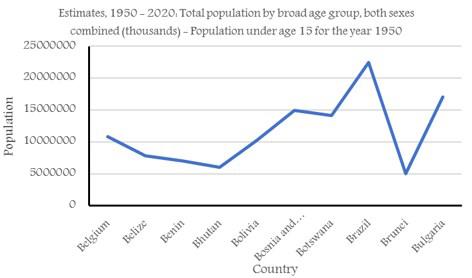 Estimates, 1950 - 2020: Total population by broad age group, both sexes
combined (thousands) - Population under age 15 for the year 1950
25000000
20000000
15000000
10000000
5000000
0
Population
Belgium
Belize
Benin
Bhutan
Bolivia
Bosnia and...
Botswana
Brazil
Brunei
Bulgaria
Country